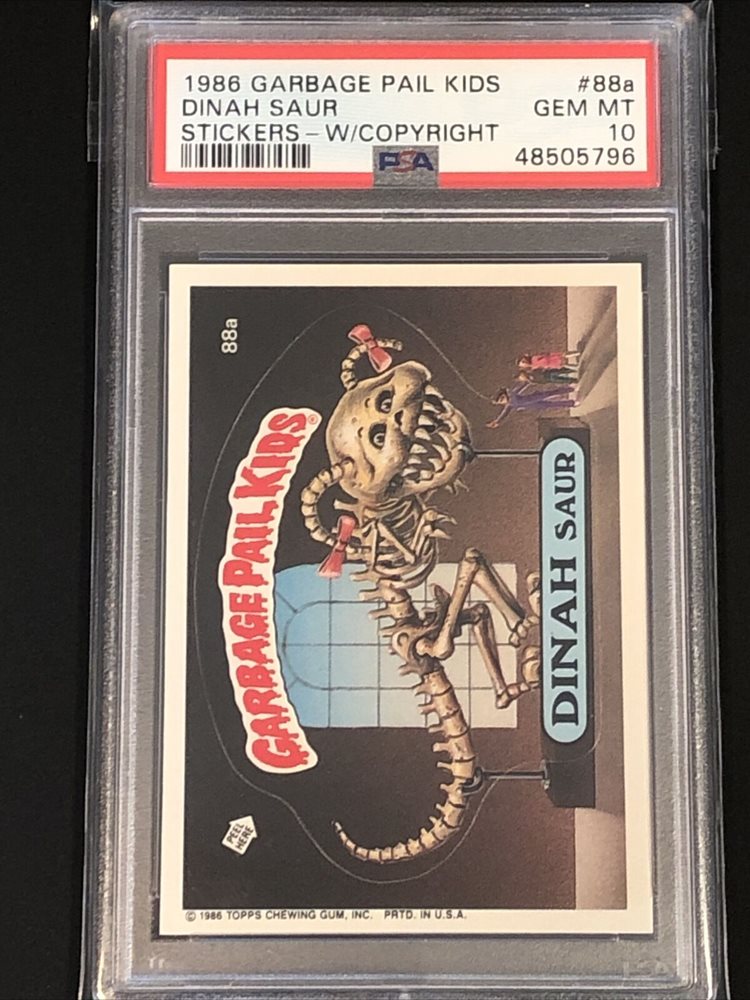 1986 GARBAGE PAIL KIDS #88a
DINAH SAUR GEM MT
STICKERS - W/COPYRIGHT 10
PSA 48505796
88a
GARBAGE PAIL KIDS®
DINAH SAUR
PEEL HERE
© 1986 TOPPS CHEWING GUM, INC. PRTD. IN U.S.A.